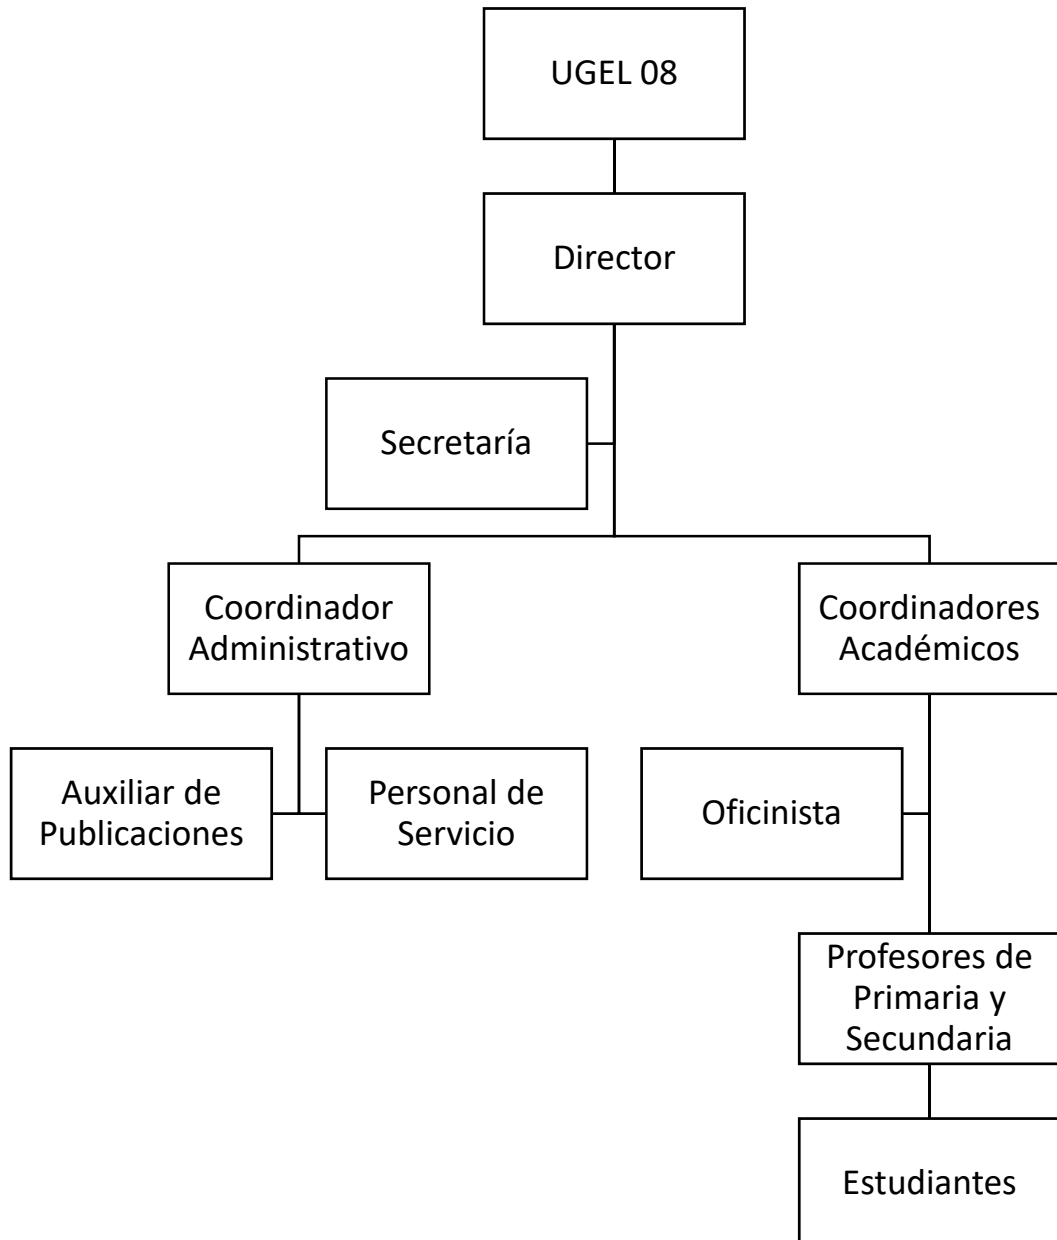 UGEL 08
Director
Secretaría
Coordinador
Administrativo
Coordinadores
Académicos
Auxiliar de
Publicaciones
Personal de
Servicio
Oficinista
Profesores de
Primaria y
Secundaria
Estudiantes